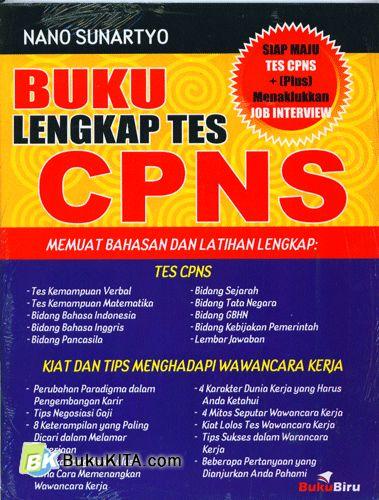 NANO SUNARTYO
SIAP MAJU
TES CPNS
+ (Plus)
Menaklukkan
JOB INTERVIEW
BUKU
LENGKAP TES
CPNS
MEMUAT BAHASAN DAN LATIHAN LENGKAP:
TES CPNS
- Tes Kemampuan Verbal
- Tes Kemampuan Matematika
- Bidang Bahasa Indonesia
- Bidang Bahasa Inggris
- Bidang Pancasila
- Bidang Sejarah
- Bidang Tata Negara
- Bidang GBHN
- Bidang Kebijakan Pemerintah
- Lembar Jawaban
KIAT DAN TIPS MENGHADAPI WAWANCARA KERJA
- Perubahan Paradigma dalam
Pengembangan Karir
- Tips Negosiasi Gaji
- 8 Keterampilan yang Paling
Dicari dalam Melamar
Cara Memenangkan
Wawancara Kerja
- 4 Karakter Dunia Kerja yang Harus
Anda Ketahui
- 4 Mitos Seputar Wawancara Kerja
- Kiat Lolos Tes Wawancara Kerja
- Tips Sukses dalam Warancara
Kerja
- Beberapa Pertanyaan yang
Dianjurkan Anda Pahami
BukuKITA.com
BukuBiru